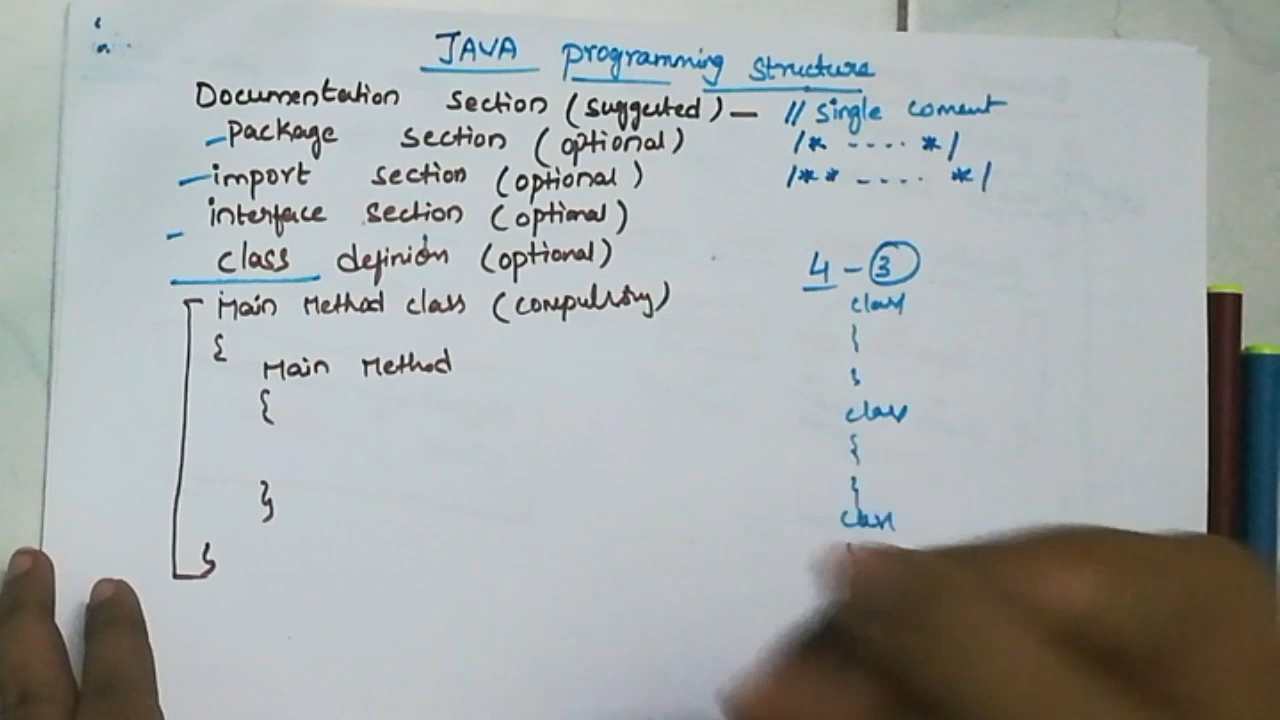 JAVA programming structure
Documentation section (suggested) — // single coment
package section (optional) /* ---- */
import section (optional) /** ---- */
interface section (optional)
class definion (optional)
4 - 3
Main Method class (compulsory)
class
{
{
Main Method
}
{
class
{
}
}
class
}